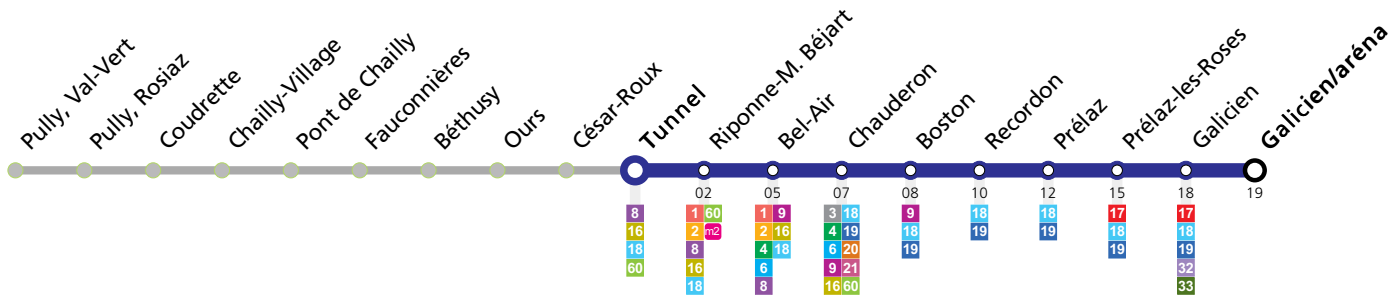 Pully, Val-Vert
Pully, Rosiaz
Coudrette
Chailly-Village
Pont de Chailly
Fauconnières
Béthusy
Ours
César-Roux
Tunnel
Riponne-M. Béjart
Bel-Air
Chauderon
Boston
Recordon
Prélaz
Prélaz-les-Roses
Galicien
Galicien/aréna
02 05 07 08 10 12 15 18 19
8 1 60 1 9 3 18 9 18 18 17 17
16 2 m2 2 16 4 19 18 19 19 18 18
18 8 4 18 6 20 19 19 19
60 16 6 9 21 32
18 8 16 60 33